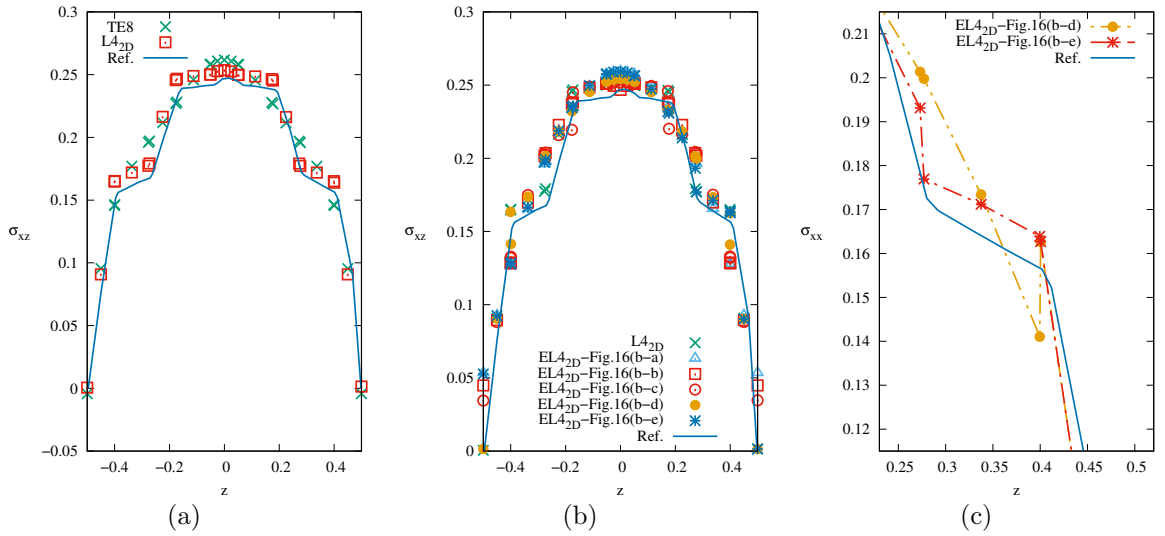 0.3
0.25
0.2
0.15
0.1
0.05
0
−0.05
−0.4
−0.2
0
0.2
0.4
σxz
z
TE8
L4₂D
Ref.
(a)
0.3
0.25
0.2
0.15
0.1
0.05
0
−0.4
−0.2
0
0.2
0.4
σxz
z
L4₂D
EL4₂D−Fig.16(b−a)
EL4₂D−Fig.16(b−b)
EL4₂D−Fig.16(b−c)
EL4₂D−Fig.16(b−d)
EL4₂D−Fig.16(b−e)
Ref.
(b)
0.21
0.2
0.19
0.18
0.17
0.16
0.15
0.14
0.13
0.12
0.25
0.3
0.35
0.4
0.45
0.5
σxx
z
EL4₂D−Fig.16(b−d)
EL4₂D−Fig.16(b−e)
Ref.
(c)